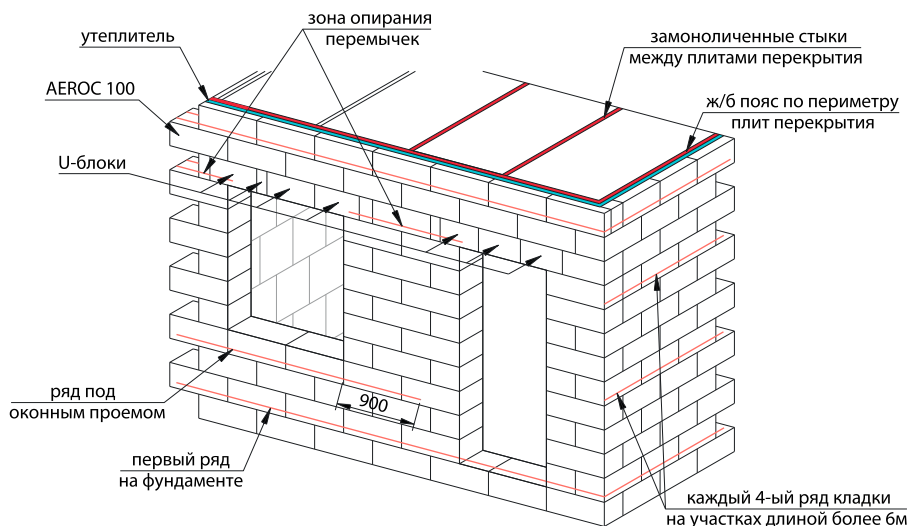 зона опирания
перемычек
утеплитель
замоноличенные стыки
между плитами перекрытия
AEROC 100
ж/б пояс по периметру
плит перекрытия
U-блоки
ряд под
оконным проемом
900
первый ряд
на фундаменте
каждый 4-ый ряд кладки
на участках длиной более 6м